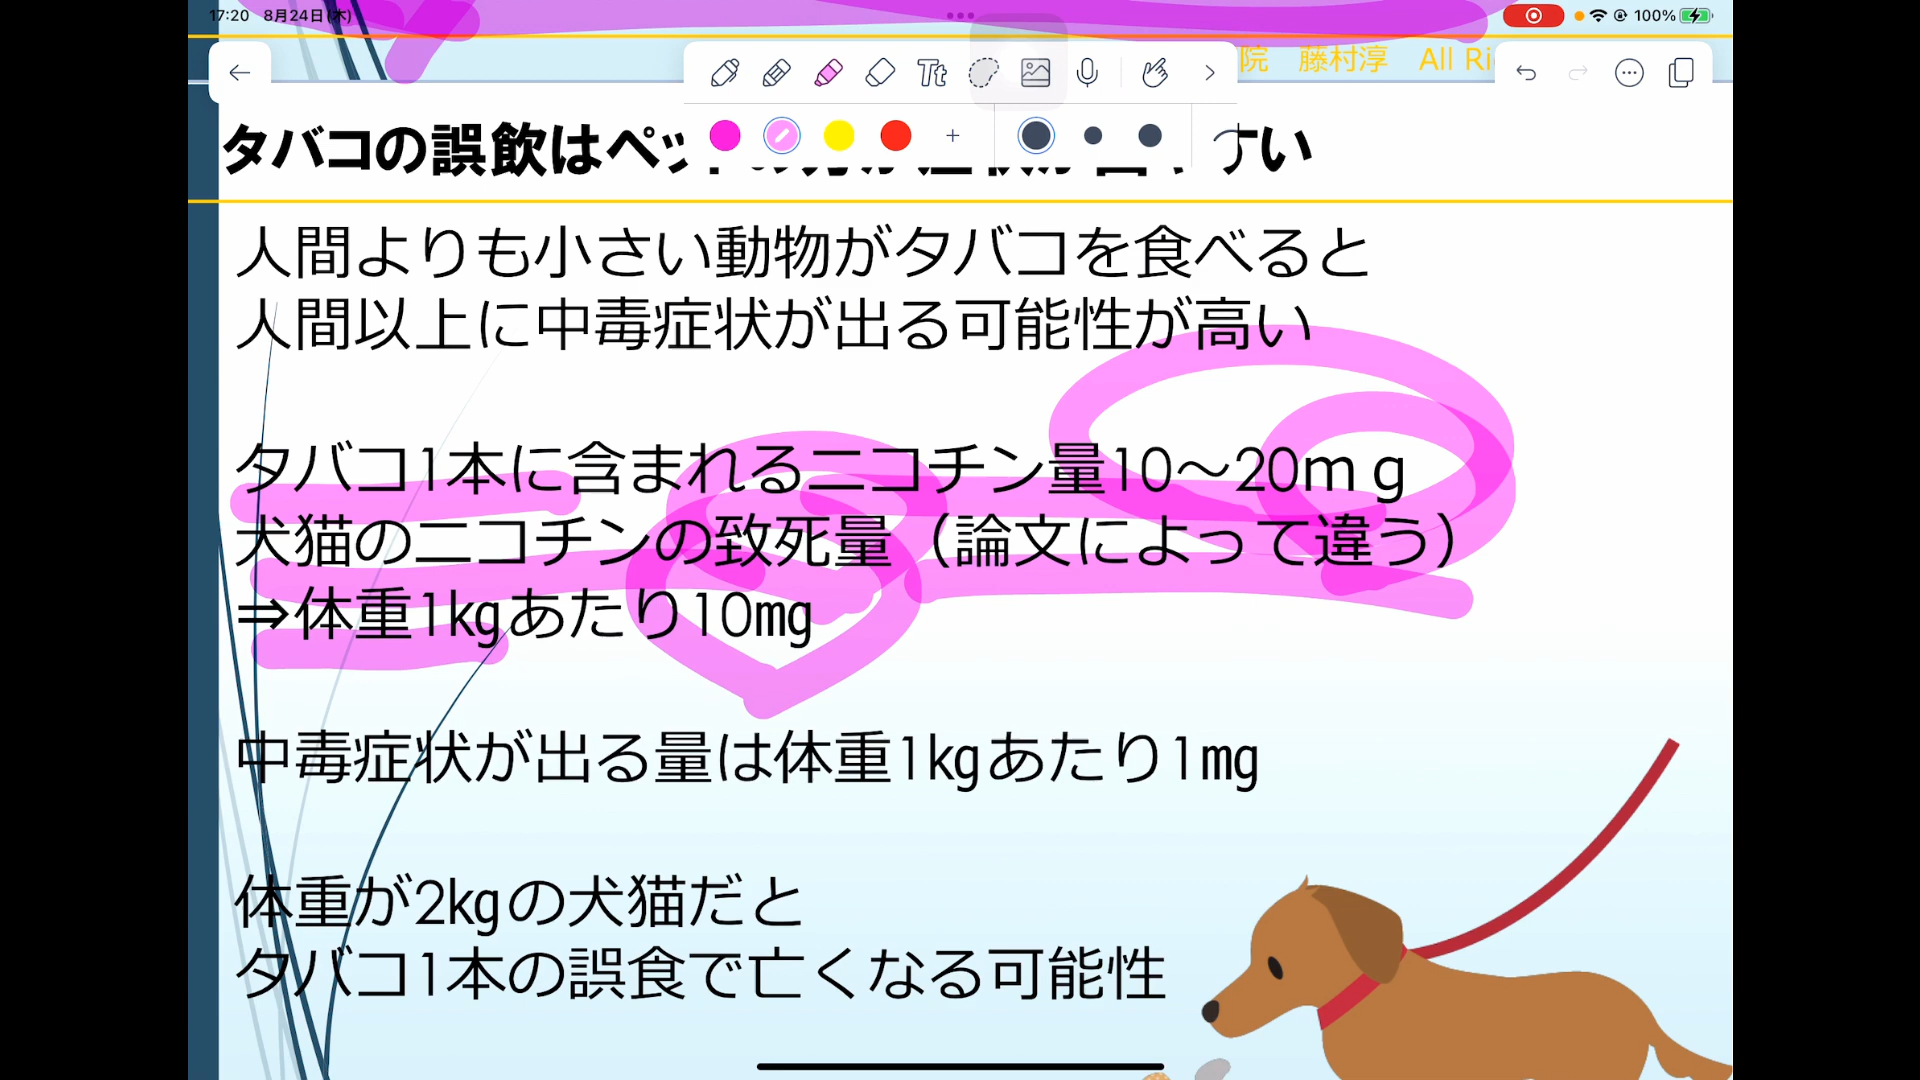 17:20 8月24日(木)
100%
院 藤村淳 All Ri
Tt
タバコの誤飲はペッ
い
人間よりも小さい動物がタバコを食べると
人間以上に中毒症状が出る可能性が高い
タバコ1本に含まれるニコチン量10～20ｍｇ
犬猫のニコチンの致死量（論文によって違う）
⇒体重1㎏あたり10㎎
中毒症状が出る量は体重1㎏あたり1㎎
体重が2㎏の犬猫だと
タバコ1本の誤食で亡くなる可能性